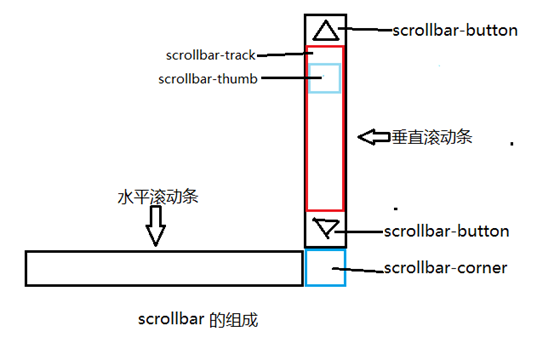 scrollbar-button
scrollbar-track
scrollbar-thumb
垂直滚动条
水平滚动条
scrollbar-button
scrollbar-corner
scrollbar 的组成